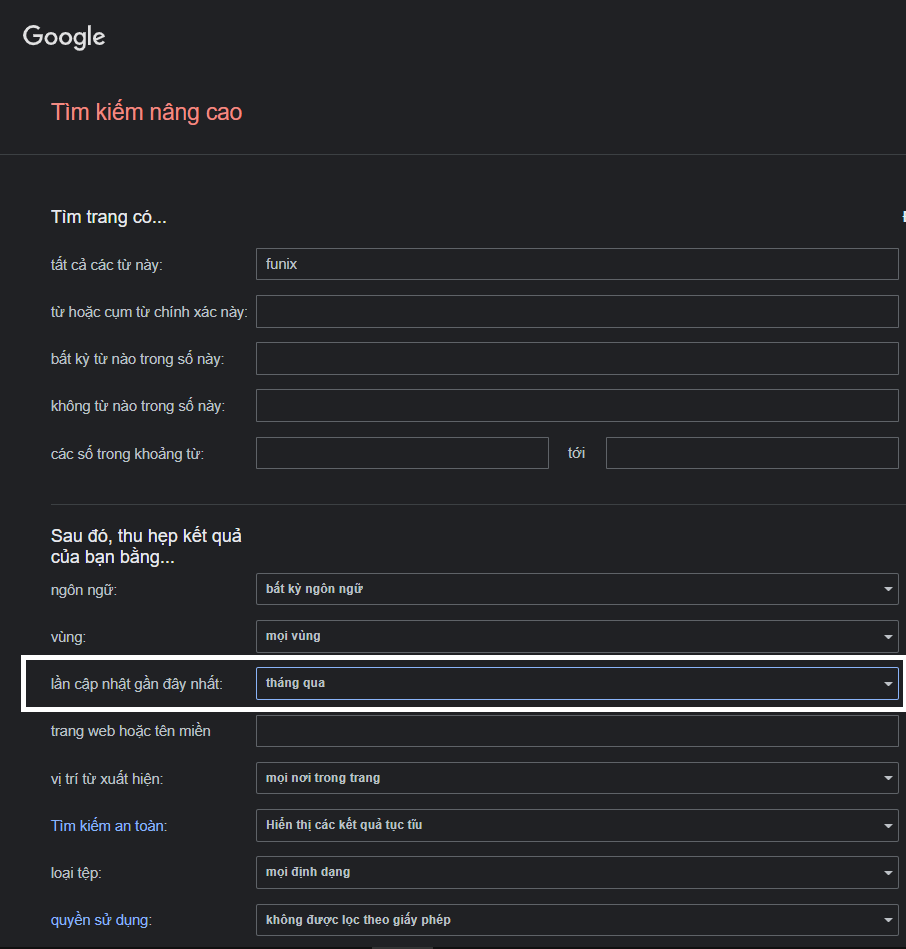 Google
Tìm kiếm nâng cao
Tìm trang có...
tất cả các từ này: funix
từ hoặc cụm từ chính xác này:
bất kỳ từ nào trong số này:
không từ nào trong số này:
các số trong khoảng từ: tới
Sau đó, thu hẹp kết quả
của bạn bằng...
ngôn ngữ: bất kỳ ngôn ngữ
vùng: mọi vùng
lần cập nhật gần đây nhất: tháng qua
trang web hoặc tên miền
vị trí từ xuất hiện: mọi nơi trong trang
Tìm kiếm an toàn: Hiển thị các kết quả tục tĩu
loại tệp: mọi định dạng
quyền sử dụng: không được lọc theo giấy phép